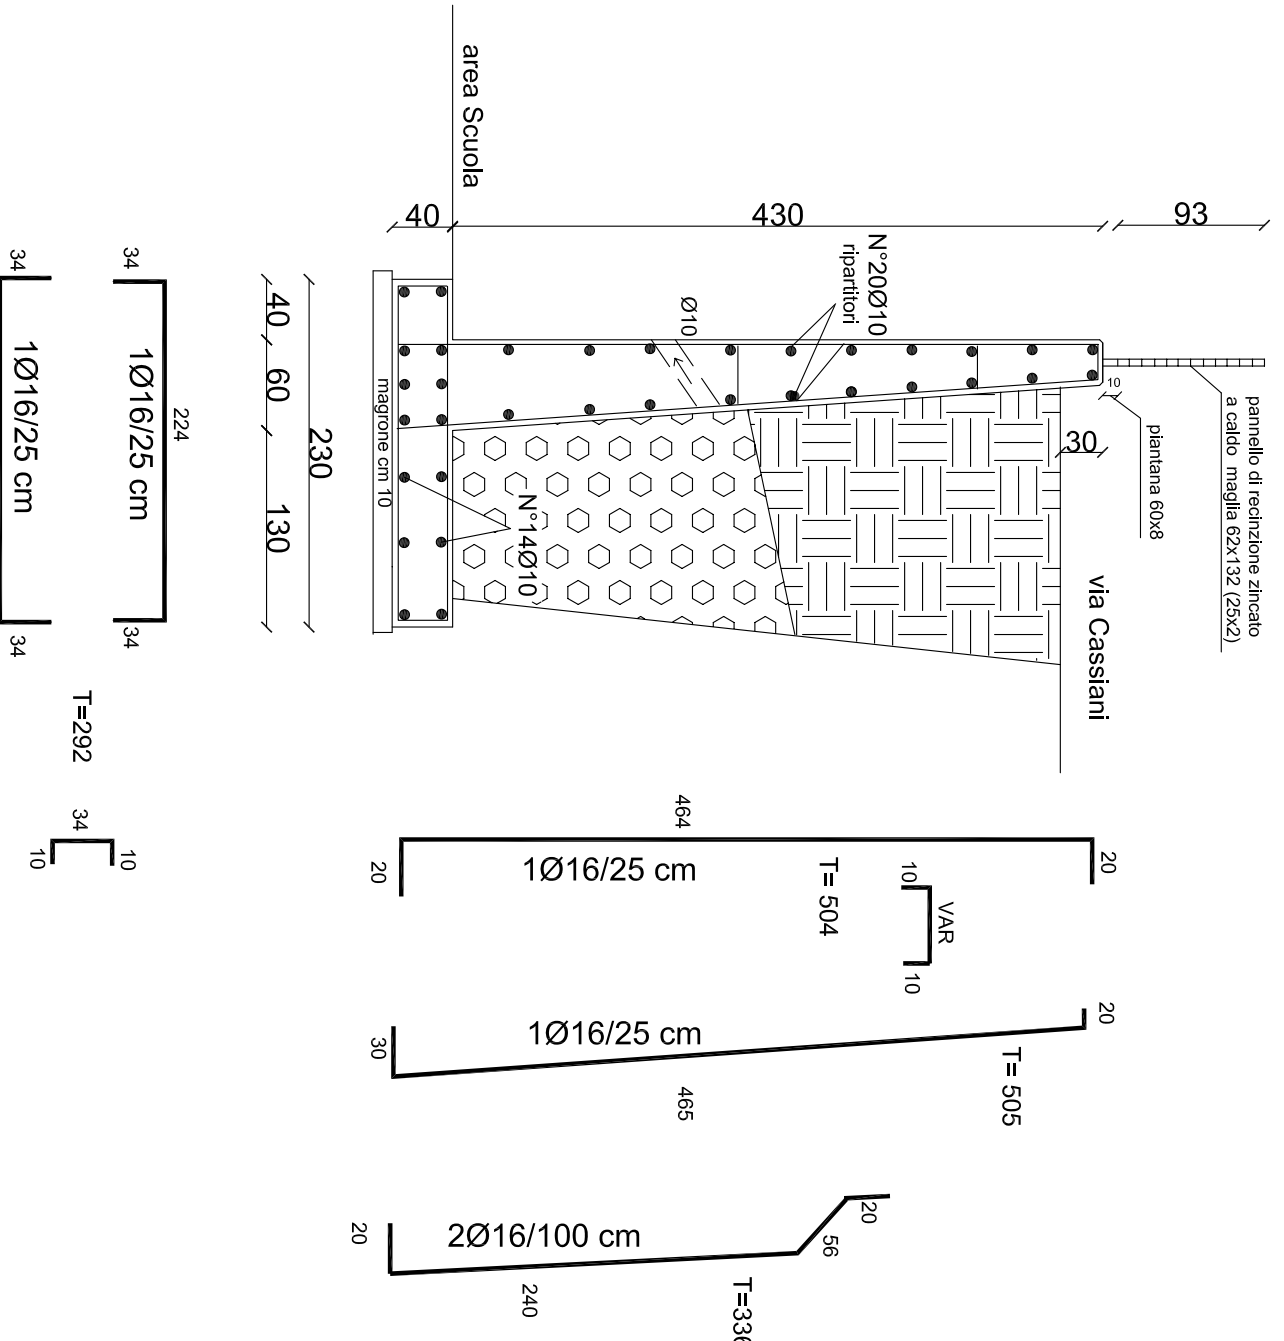 area Scuola
40
430
93
N°20Ø10
ripartitori
Ø10
pannello di recinzione zincato
a caldo maglia 62x132 (25x2)
10
piantana 60x8
30
via Cassiani
magrone cm 10
N°14Ø10
40
60
130
230
34
1Ø16/25 cm
224
34
34
1Ø16/25 cm
34
T=292
34
10
10
464
20
1Ø16/25 cm
20
T= 504
10
VAR
10
20
30
1Ø16/25 cm
465
T= 505
20
2Ø16/100 cm
240
56
20
T=336